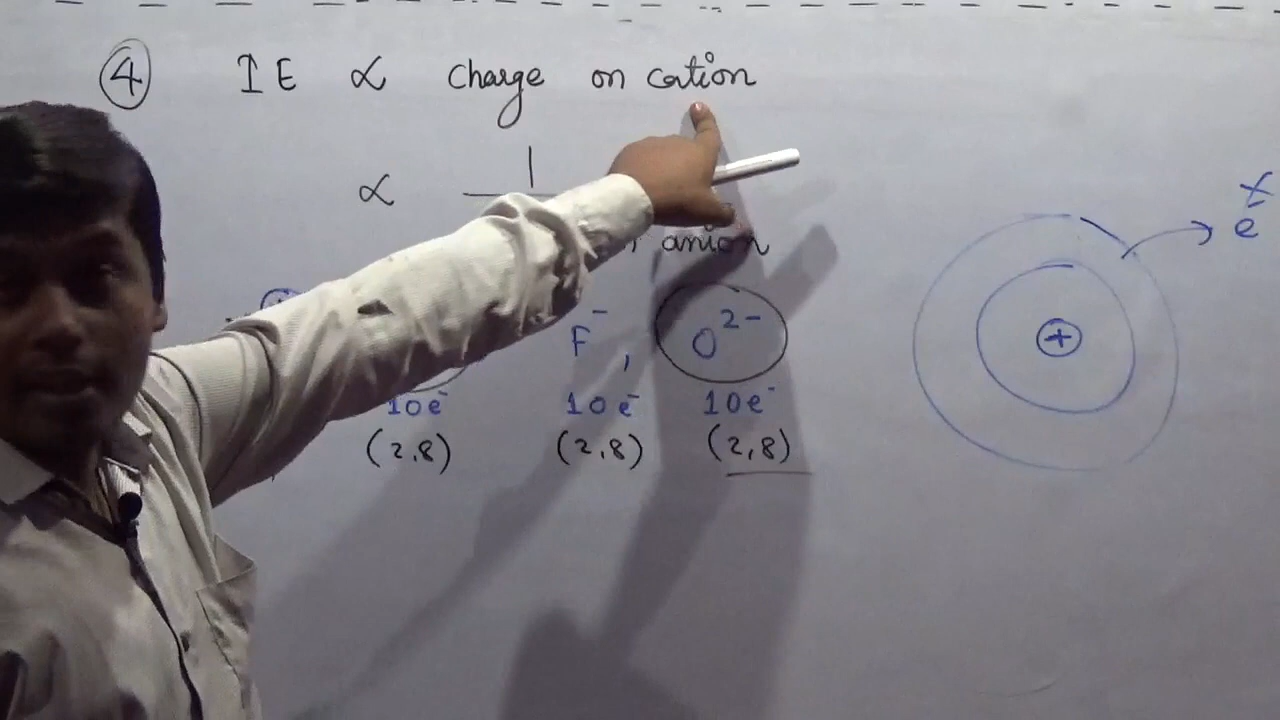 ④ IE ∝ charge on cation
∝ 1
anion
F⁻ , O²⁻
10e⁻ 10e⁻ 10e⁻
(2,8) (2,8) (2,8)
+
e